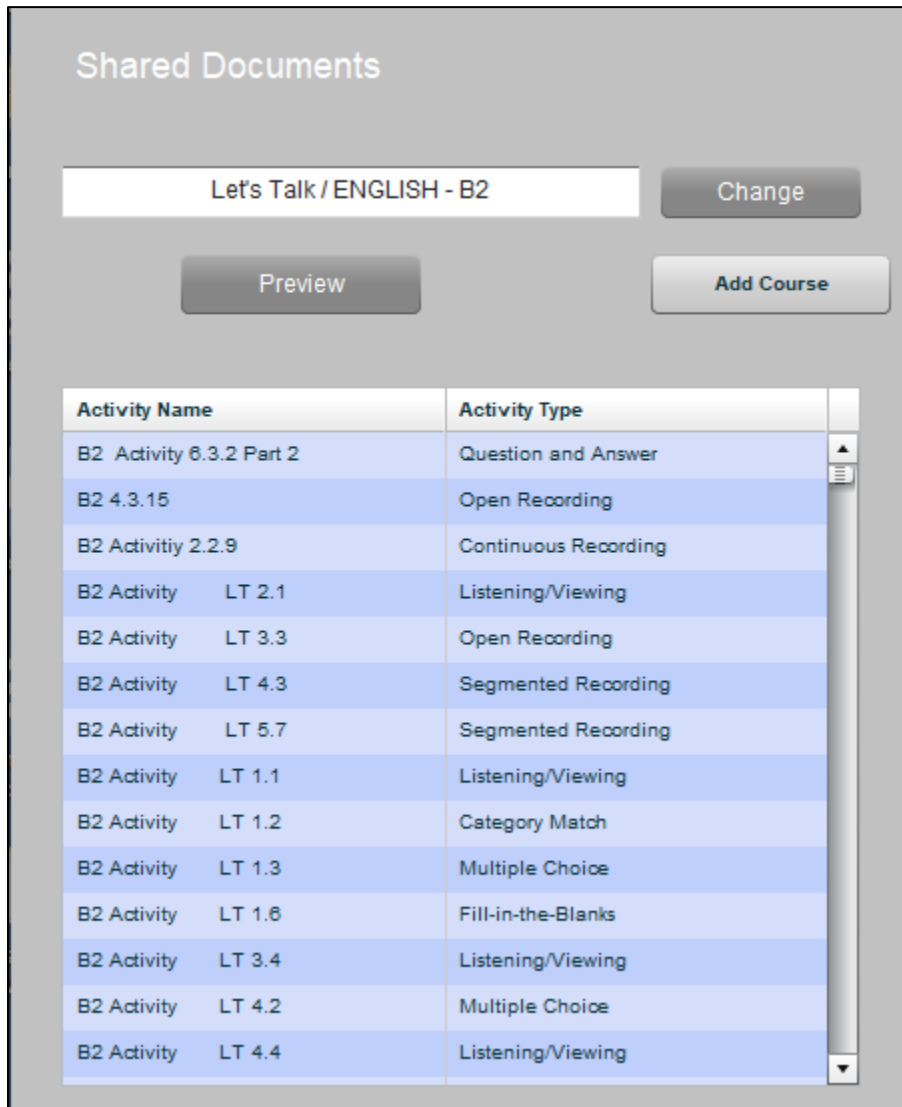 Shared Documents
Let's Talk / ENGLISH - B2 Change
Preview Add Course
Activity Name Activity Type
B2 Activity 6.3.2 Part 2 Question and Answer
B2 4.3.15 Open Recording
B2 Activitiy 2.2.9 Continuous Recording
B2 Activity LT 2.1 Listening/Viewing
B2 Activity LT 3.3 Open Recording
B2 Activity LT 4.3 Segmented Recording
B2 Activity LT 5.7 Segmented Recording
B2 Activity LT 1.1 Listening/Viewing
B2 Activity LT 1.2 Category Match
B2 Activity LT 1.3 Multiple Choice
B2 Activity LT 1.6 Fill-in-the-Blanks
B2 Activity LT 3.4 Listening/Viewing
B2 Activity LT 4.2 Multiple Choice
B2 Activity LT 4.4 Listening/Viewing